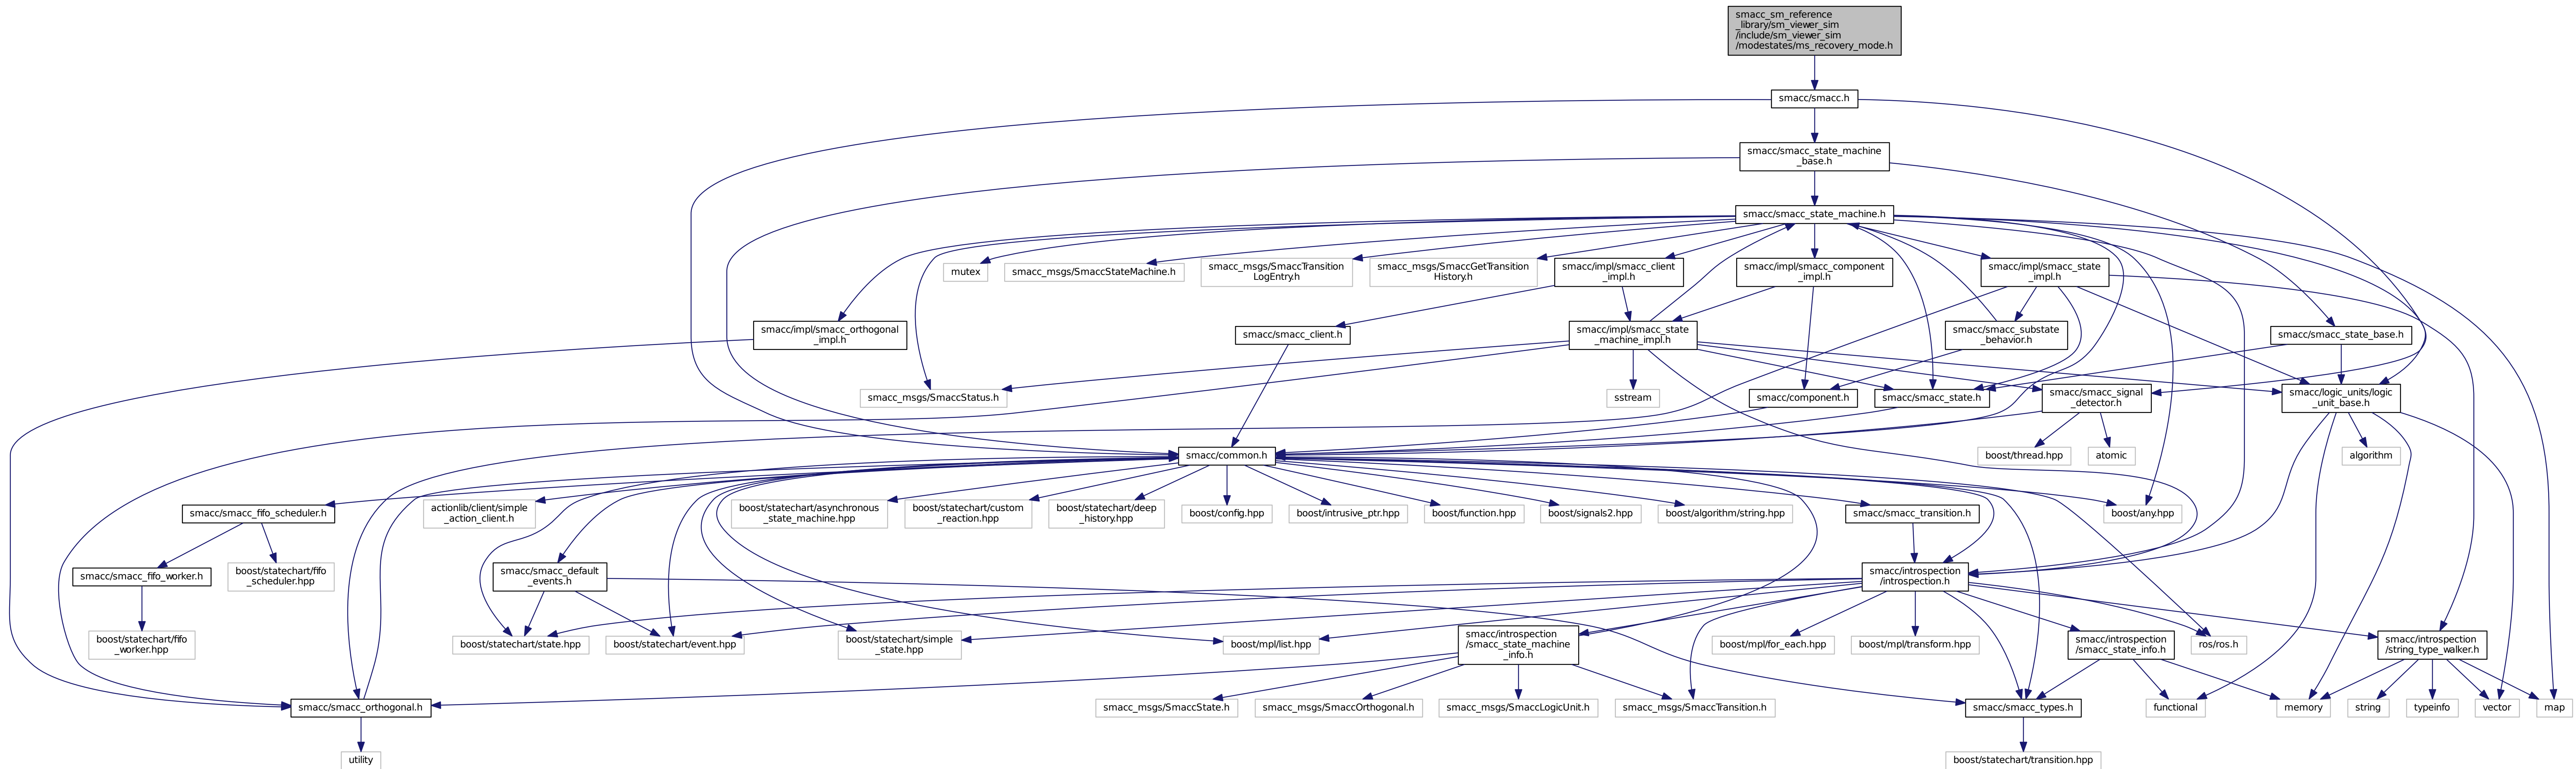 smacc_sm_reference
_library/sm_viewer_sim
/include/sm_viewer_sim
/modestates/ms_recovery_mode.h
smacc/smacc.h
smacc/smacc_state_machine
_base.h
smacc/smacc_state_machine.h
mutex
smacc_msgs/SmaccStateMachine.h
smacc_msgs/SmaccTransition
LogEntry.h
smacc_msgs/SmaccGetTransition
History.h
smacc/impl/smacc_client
_impl.h
smacc/impl/smacc_component
_impl.h
smacc/impl/smacc_state
_impl.h
smacc/impl/smacc_orthogonal
_impl.h
smacc/smacc_client.h
smacc/impl/smacc_state
_machine_impl.h
smacc/smacc_substate
_behavior.h
smacc/smacc_state_base.h
smacc_msgs/SmaccStatus.h
sstream
smacc/component.h
smacc/smacc_state.h
smacc/smacc_signal
_detector.h
smacc/logic_units/logic
_unit_base.h
smacc/common.h
boost/thread.hpp
atomic
algorithm
smacc/smacc_fifo_scheduler.h
actionlib/client/simple
_action_client.h
boost/statechart/asynchronous
_state_machine.hpp
boost/statechart/custom
_reaction.hpp
boost/statechart/deep
_history.hpp
boost/config.hpp
boost/intrusive_ptr.hpp
boost/function.hpp
boost/signals2.hpp
boost/algorithm/string.hpp
smacc/smacc_transition.h
boost/any.hpp
smacc/smacc_fifo_worker.h
boost/statechart/fifo
_scheduler.hpp
smacc/smacc_default
_events.h
smacc/introspection
/introspection.h
boost/statechart/fifo
_worker.hpp
boost/statechart/state.hpp
boost/statechart/event.hpp
boost/statechart/simple
_state.hpp
boost/mpl/list.hpp
smacc/introspection
/smacc_state_machine
_info.h
boost/mpl/for_each.hpp
boost/mpl/transform.hpp
smacc/introspection
/smacc_state_info.h
ros/ros.h
smacc/introspection
/string_type_walker.h
smacc/smacc_orthogonal.h
smacc_msgs/SmaccState.h
smacc_msgs/SmaccOrthogonal.h
smacc_msgs/SmaccLogicUnit.h
smacc_msgs/SmaccTransition.h
smacc/smacc_types.h
functional
memory
string
typeinfo
vector
map
utility
boost/statechart/transition.hpp